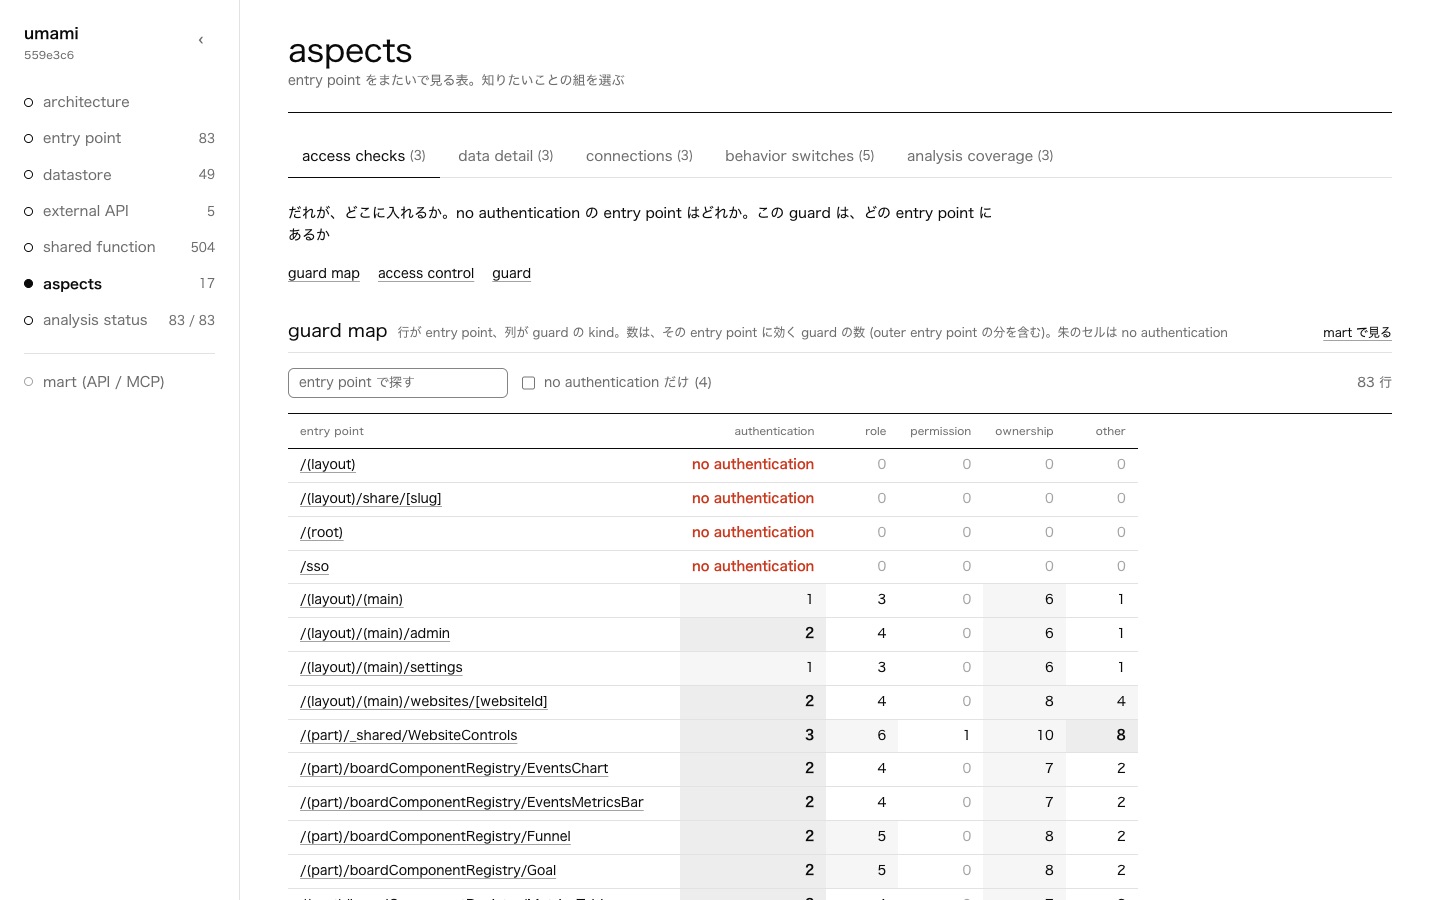 umami
‹
559e3c6
architecture
entry point 83
datastore 49
external API 5
shared function 504
aspects 17
analysis status 83 / 83
mart (API / MCP)
aspects
entry point をまたいで見る表。知りたいことの組を選ぶ
access checks (3) data detail (3) connections (3) behavior switches (5) analysis coverage (3)
だれが、どこに入れるか。no authentication の entry point はどれか。この guard は、どの entry point に
あるか
guard map access control guard
guard map 行が entry point、列が guard の kind。数は、その entry point に効く guard の数 (outer entry point の分を含む)。朱のセルは no authentication mart で見る
entry point で探す no authentication だけ (4) 83 行
entry point authentication role permission ownership other
/(layout) no authentication 0 0 0 0
/(layout)/share/[slug] no authentication 0 0 0 0
/(root) no authentication 0 0 0 0
/sso no authentication 0 0 0 0
/(layout)/(main) 1 3 0 6 1
/(layout)/(main)/admin 2 4 0 6 1
/(layout)/(main)/settings 1 3 0 6 1
/(layout)/(main)/websites/[websiteId] 2 4 0 8 4
/(part)/_shared/WebsiteControls 3 6 1 10 8
/(part)/boardComponentRegistry/EventsChart 2 4 0 7 2
/(part)/boardComponentRegistry/EventsMetricsBar 2 4 0 7 2
/(part)/boardComponentRegistry/Funnel 2 5 0 8 2
/(part)/boardComponentRegistry/Goal 2 5 0 8 2